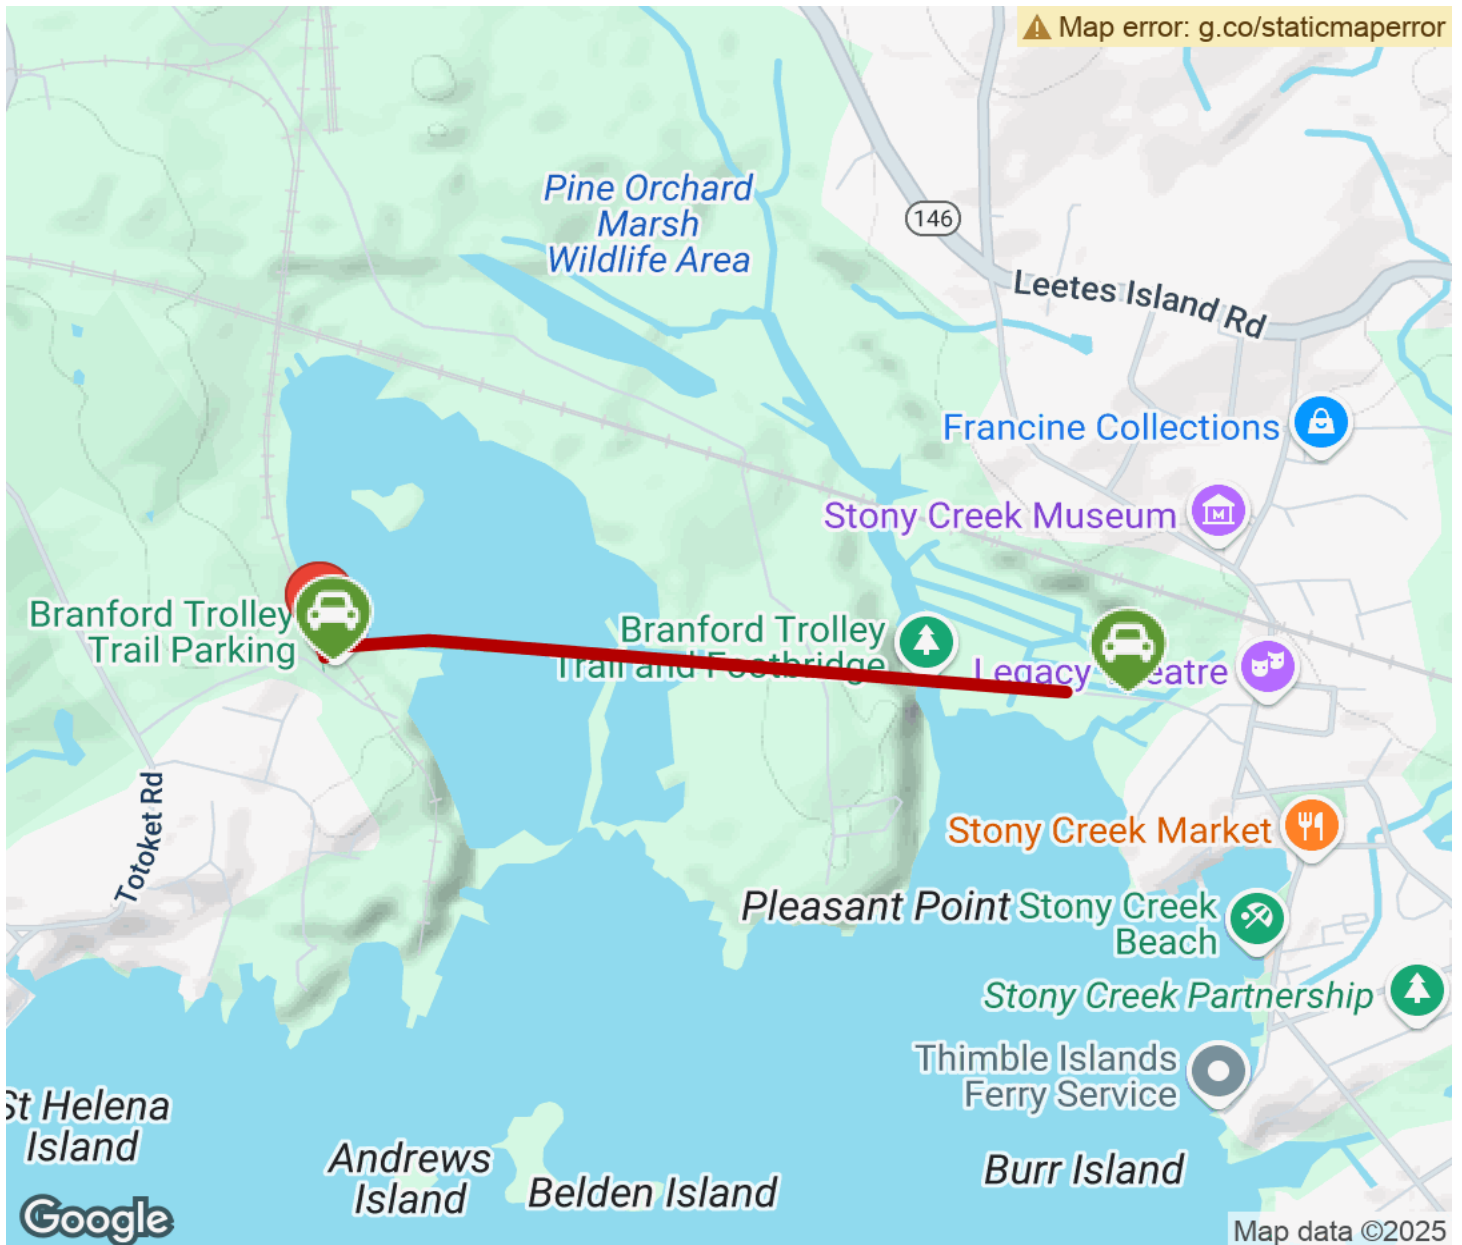 Map error: g.co/staticmaperror
Pine Orchard
Marsh
Wildlife Area
146
Leetes Island Rd
Francine Collections
Stony Creek Museum
Branford Trolley
Trail Parking
Branford Trolley
Trail and Footbridge
Legacy Theatre
Totoket Rd
Stony Creek Market
Pleasant Point
Stony Creek
Beach
Stony Creek Partnership
Thimble Islands
Ferry Service
St Helena
Island
Andrews
Island
Belden Island
Burr Island
Google
Map data ©2025